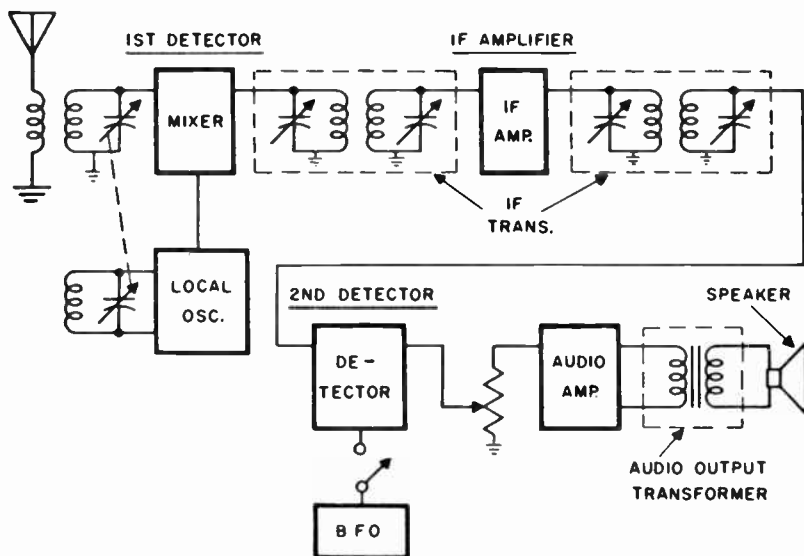 1ST DETECTOR
IF AMPLIFIER
MIXER
IF
AMP.
IF
TRANS.
LOCAL
OSC.
2ND DETECTOR
SPEAKER
DE-
TECTOR
AUDIO
AMP.
AUDIO OUTPUT
TRANSFORMER
BFO